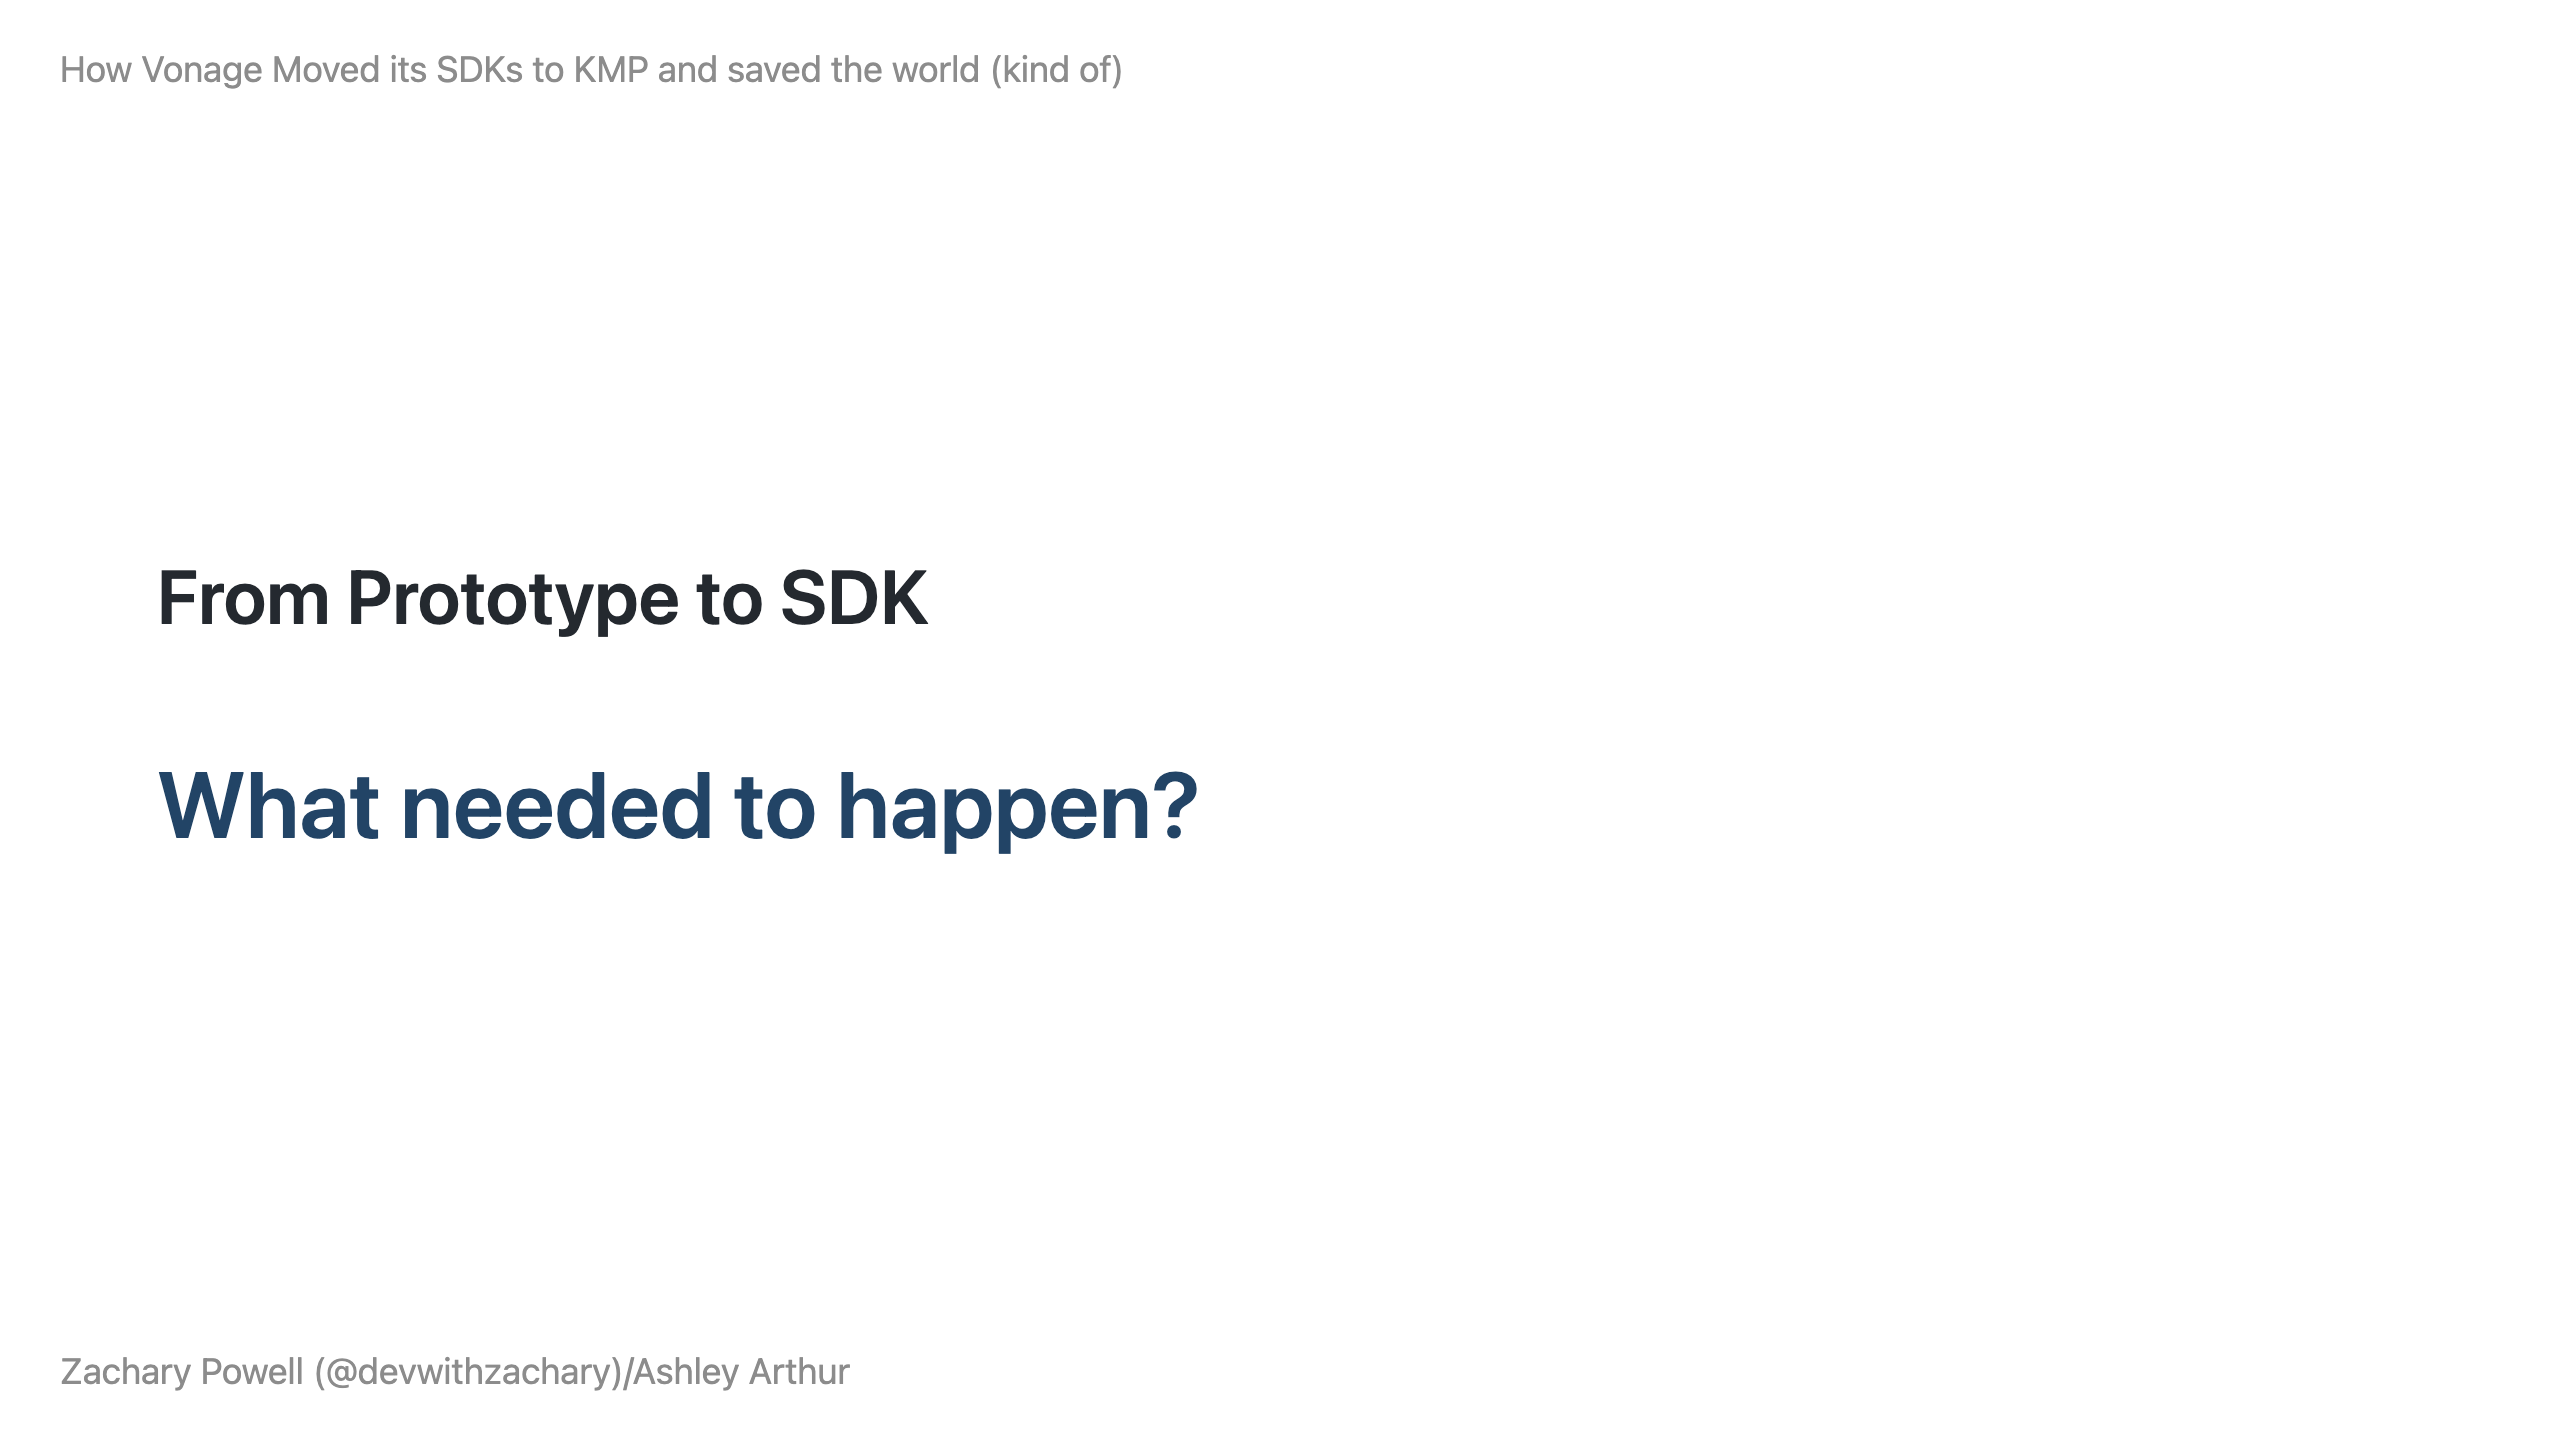 How Vonage Moved its SDKs to KMP and saved the world (kind of)
From Prototype to SDK
What needed to happen?
Zachary Powell (@devwithzachary)/Ashley Arthur